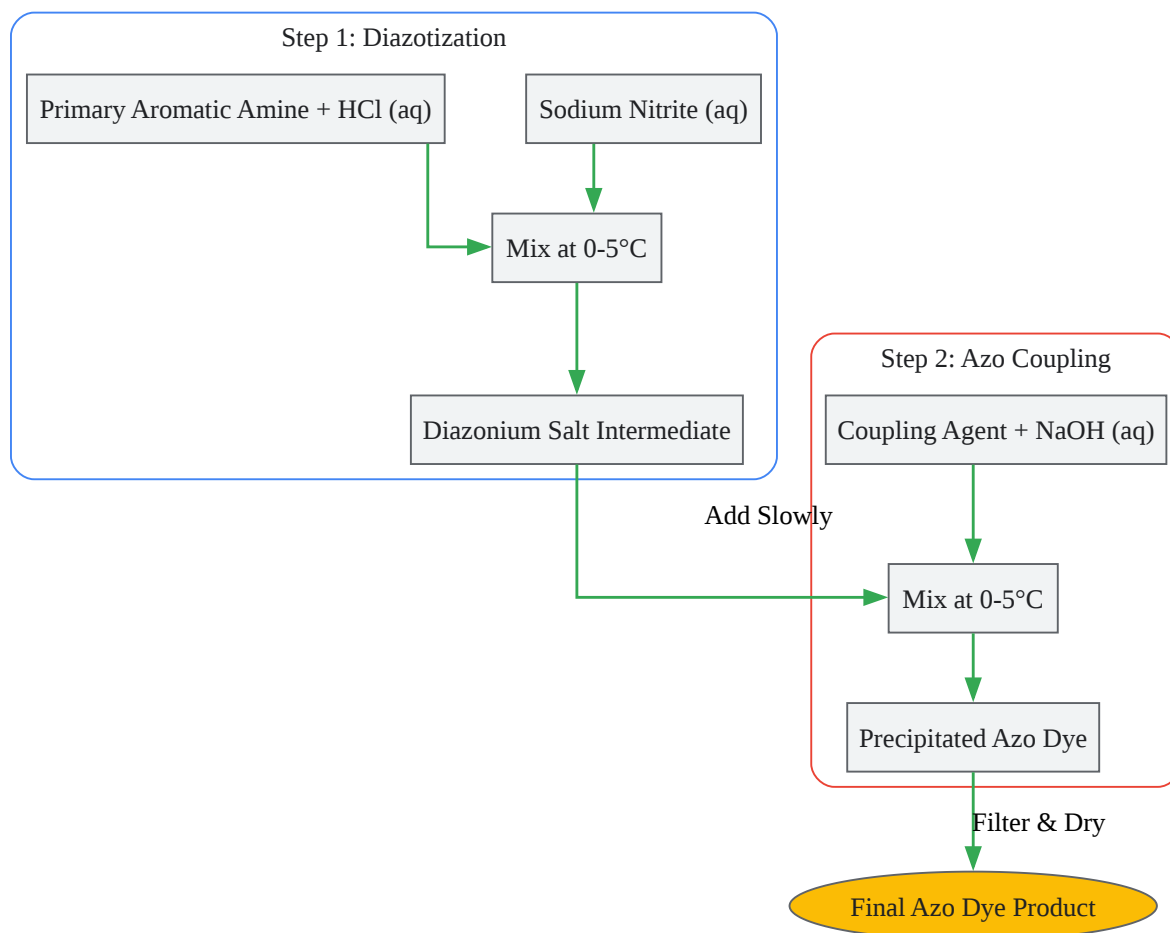 Step 1: Diazotization
Primary Aromatic Amine + HCl (aq)
Sodium Nitrite (aq)
Mix at 0-5°C
Diazonium Salt Intermediate
Add Slowly
Step 2: Azo Coupling
Coupling Agent + NaOH (aq)
Mix at 0-5°C
Precipitated Azo Dye
Filter & Dry
Final Azo Dye Product